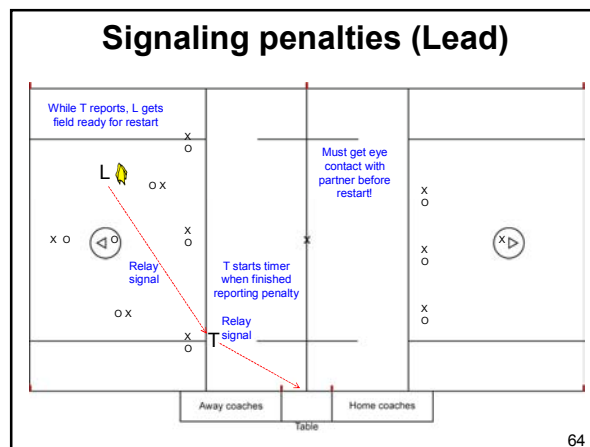 Signaling penalties (Lead)
While T reports, L gets
field ready for restart
X
O
Must get eye
contact with
partner before
restart!
L
O X
X
O
X O
O
X
O
X
X
O
X
Relay
signal
T starts timer
when finished
reporting penalty
O X
X
O
T
X
O
Relay
signal
Away coaches
Home coaches
Table
64